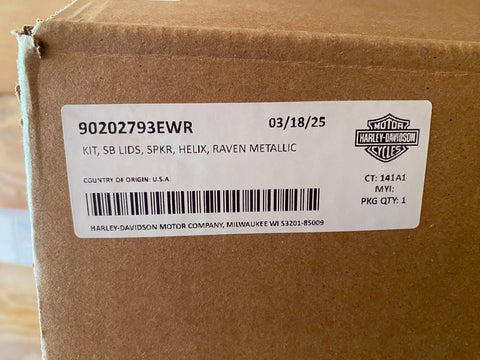 90202793EWR 03/18/25
KIT, SB LIDS, SPKR, HELIX, RAVEN METALLIC
MOTOR
HARLEY-DAVIDSON
CYCLES
COUNTRY OF ORIGIN: U.S.A.
CT: 141A1
MYI:
PKG QTY: 1
HARLEY-DAVIDSON MOTOR COMPANY, MILWAUKEE WI 53201-85009